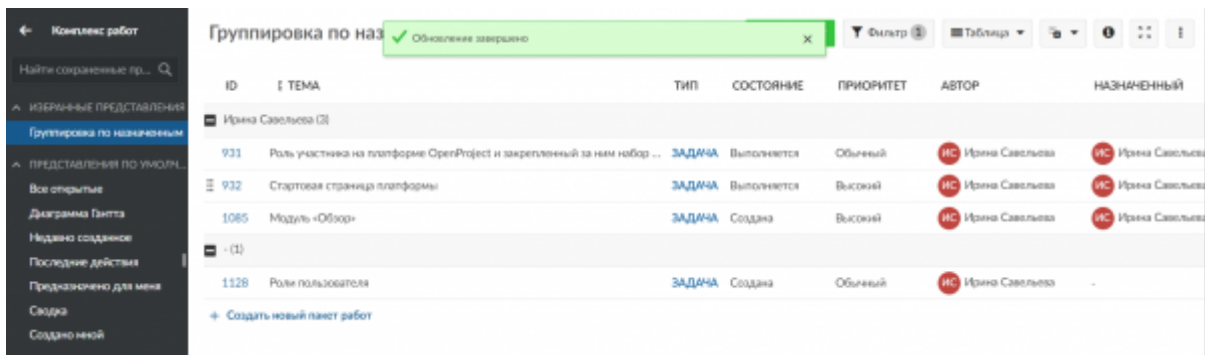 Комплекс работ
Группировка по наз
Обновление завершено
Фильтр 1
Таблица
Найти сохраненные пр...
ID ТЕМА ТИП СОСТОЯНИЕ ПРИОРИТЕТ АВТОР НАЗНАЧЕННЫЙ
ИЗБРАННЫЕ ПРЕДСТАВЛЕНИЯ
Группировка по назначенным
ПРЕДСТАВЛЕНИЯ ПО УМОЛЧ...
Все открытые
Диаграмма Гантта
Недавно созданное
Последние действия
Предназначено для меня
Сводка
Создано мной
Ирина Савельева (3)
931 Роль участника на платформе OpenProject и закрепленный за ним набор ... ЗАДАЧА Выполняется Обычный ИС Ирина Савельева ИС Ирина Савельева
932 Стартовая страница платформы ЗАДАЧА Выполняется Высокий ИС Ирина Савельева ИС Ирина Савельева
1085 Модуль «Обзор» ЗАДАЧА Создана Высокий ИС Ирина Савельева ИС Ирина Савельева
- (1)
1128 Роли пользователя ЗАДАЧА Создана Обычный ИС Ирина Савельева -
+ Создать новый пакет работ